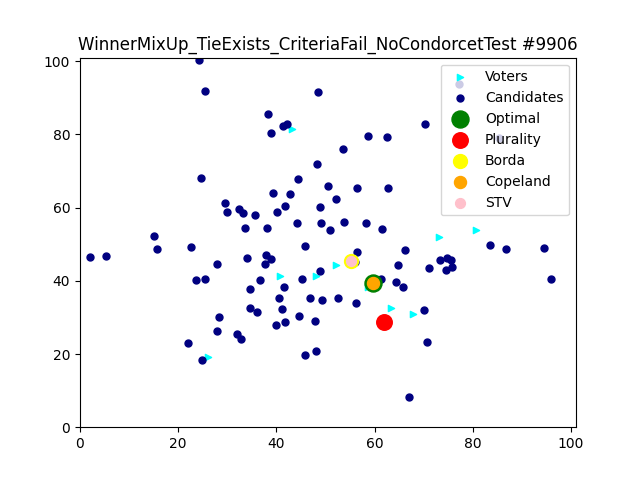 WinnerMixUp_TieExists_CriteriaFail_NoCondorcetTest #9906
100
80
60
40
20
0
0 20 40 60 80 100
Voters
Candidates
Optimal
Plurality
Borda
Copeland
STV